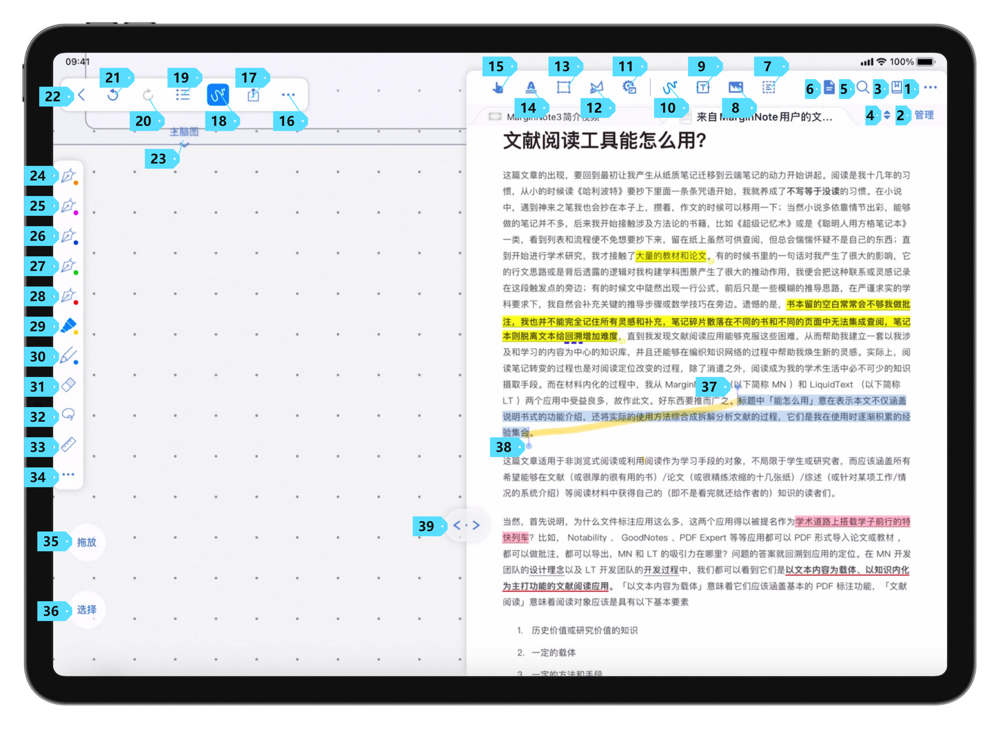 09:41
100%
21
19
17
22
20
18
16
主脑图
23
24
25
26
27
28
29
30
31
32
33
34
35
拖放
36
选择
39
15
13
11
9
7
6
5
3
1
14
12
10
8
4
2
管理
MarginNote3简介视频
来自MarginNote用户的文...
文献阅读工具能怎么用?
这篇文章的出现，要回到最初让我产生从纸质笔记迁移到云端笔记的动力开始讲起。阅读是我十几年的习
惯，从小的时候读《哈利波特》要抄下里面一条条咒语开始，我就养成了不写等于没读的习惯。在小说
中，遇到神来之笔我也会抄在本子上，攒着，作文的时候可以移用一下；当然小说多依靠情节出彩，能够
做的笔记并不多，后来我开始接触涉及方法论的书籍，比如《超级记忆术》或是《聪明人用方格笔记本》
一类，看到列表和流程便不免想要抄下来，留在纸上虽然可供查阅，但总会惴惴怀疑不是自己的东西；直
到开始进行学术研究，我才接触了大量的教材和论文。有的时候书里的一句话对我产生了很大的影响，它
的行文思路或是背后透露的逻辑对我构建学科图景产生了很大的推动作用，我便会把这种联系或灵感记录
在这段触发点的旁边；有的时候文中陡然出现一行公式，前后只是一些模糊的推导思路，在严谨求实的学
科要求下，我自然会补充关键的推导步骤或数学技巧在旁边。遗憾的是，书本留的空白常常会不够我做批
注，我也并不能完全记住所有灵感和补充，笔记碎片散落在不同的书和不同的页面中无法集成查阅，笔记
本则脱离文本给回溯增加难度，直到我发现文献阅读应用能够克服这些困难，从而帮助我建立一套以我涉
及和学习的内容为中心的知识库，并且还能够在编织知识网络的过程中帮助我焕发新的灵感。实际上，阅
读笔记转变的过程也是对阅读定位改变的过程，除了消遣之外，阅读成为我的学术生活中必不可少的知识
摄取手段。而在材料内化的过程中，我从 Margin 37 （以下简称 MN ）和 LiquidText （以下简称
LT ）两个应用中受益良多，故作此文。好东西要推而广之。标题中「能怎么用」意在表示本文不仅涵盖
说明书式的功能介绍，还将实际的使用方法综合成拆解分析文献的过程，它们是我在使用时逐渐积累的经
验集合。
38
这篇文章适用于非浏览式阅读或利用阅读作为学习手段的对象，不局限于学生或研究者，而应该涵盖所有
希望能够在文献（或很厚的很有用的书）/论文（或很精练浓缩的十几张纸）/综述（或针对某项工作/情
况的系统介绍）等阅读材料中获得自己的（即不是看完就还给作者的）知识的读者们。
当然，首先说明，为什么文件标注应用这么多，这两个应用得以被提名作为学术道路上搭载学子前行的特
快列车？比如， Notability 、 GoodNotes 、PDF Expert 等等应用都可以 PDF 形式导入论文或教材，
都可以做批注，都可以导出，MN 和 LT 的吸引力在哪里？问题的答案就回溯到应用的定位。在 MN 开发
团队的设计理念以及 LT 开发团队的开发过程中，我们都可以看到它们是以文本内容为载体、以知识内化
为主打功能的文献阅读应用。「以文本内容为载体」意味着它们应该涵盖基本的 PDF 标注功能，「文献
阅读」意味着阅读对象应该是具有以下基本要素
1. 历史价值或研究价值的知识
2. 一定的载体
3. 一定的方法和手段